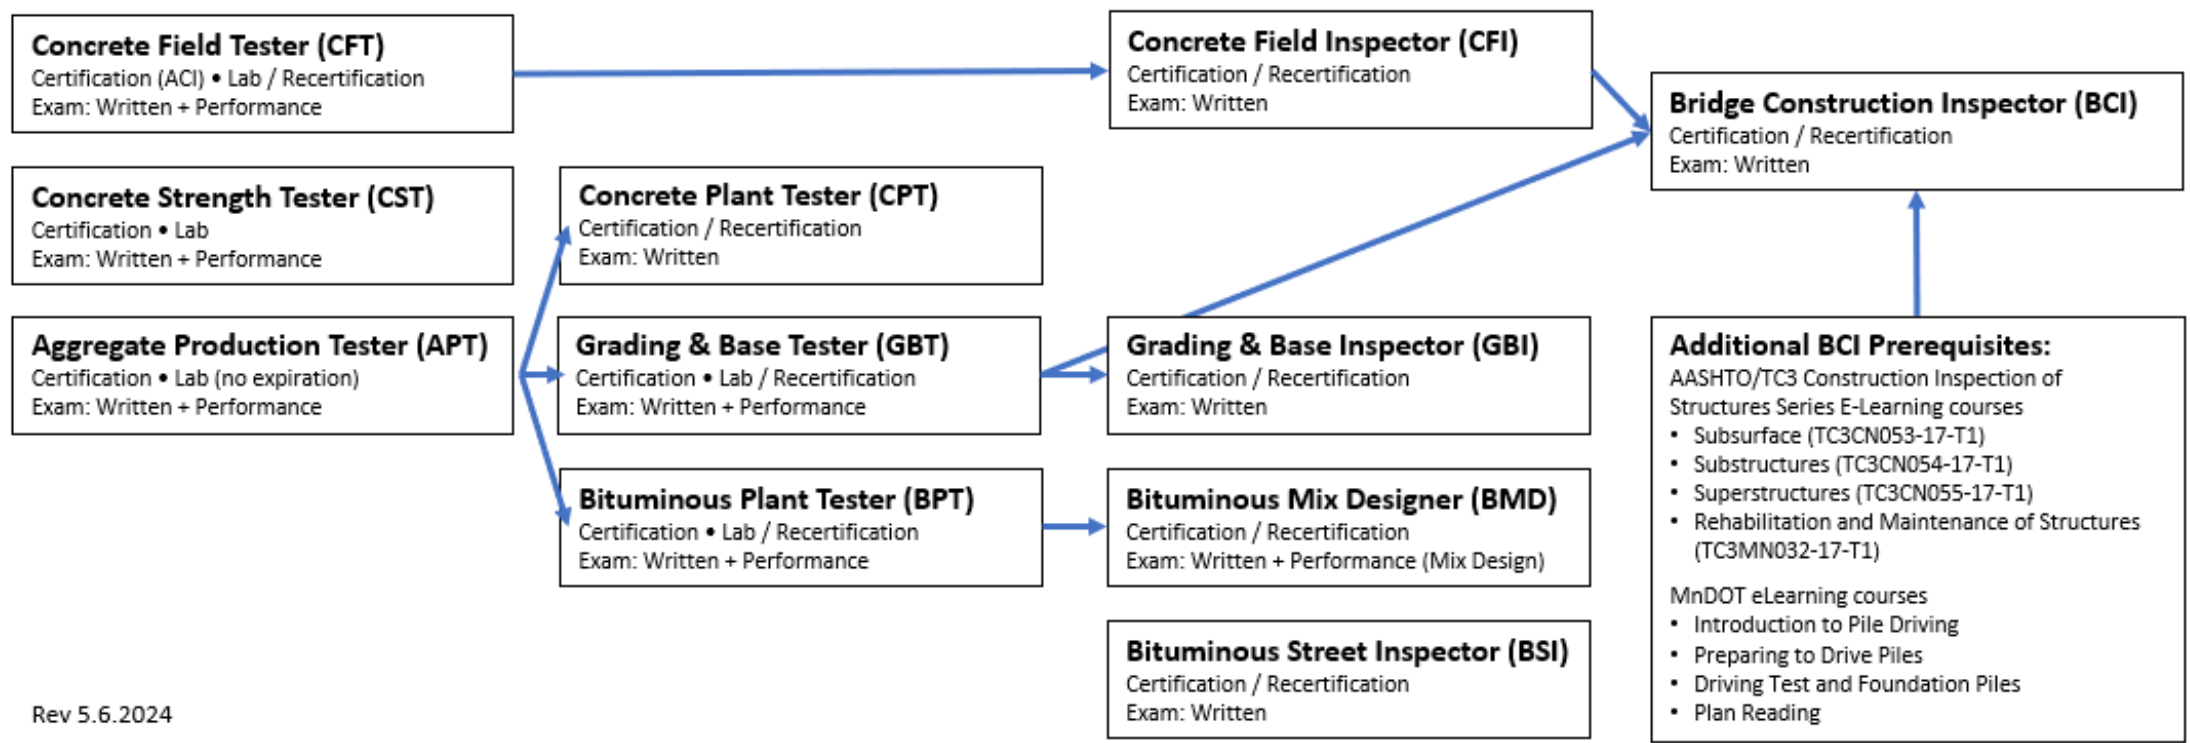 Concrete Field Tester (CFT)
Certification (ACI) • Lab / Recertification
Exam: Written + Performance
Concrete Field Inspector (CFI)
Certification / Recertification
Exam: Written
Bridge Construction Inspector (BCI)
Certification / Recertification
Exam: Written
Concrete Strength Tester (CST)
Certification • Lab
Exam: Written + Performance
Concrete Plant Tester (CPT)
Certification / Recertification
Exam: Written
Aggregate Production Tester (APT)
Certification • Lab (no expiration)
Exam: Written + Performance
Grading & Base Tester (GBT)
Certification • Lab / Recertification
Exam: Written + Performance
Grading & Base Inspector (GBI)
Certification / Recertification
Exam: Written
Bituminous Plant Tester (BPT)
Certification • Lab / Recertification
Exam: Written + Performance
Bituminous Mix Designer (BMD)
Certification / Recertification
Exam: Written + Performance (Mix Design)
Bituminous Street Inspector (BSI)
Certification / Recertification
Exam: Written
Additional BCI Prerequisites:
AASHTO/TC3 Construction Inspection of
Structures Series E-Learning courses
• Subsurface (TC3CN053-17-T1)
• Substructures (TC3CN054-17-T1)
• Superstructures (TC3CN055-17-T1)
• Rehabilitation and Maintenance of Structures
(TC3MN032-17-T1)
MnDOT eLearning courses
• Introduction to Pile Driving
• Preparing to Drive Piles
• Driving Test and Foundation Piles
• Plan Reading
Rev 5.6.2024